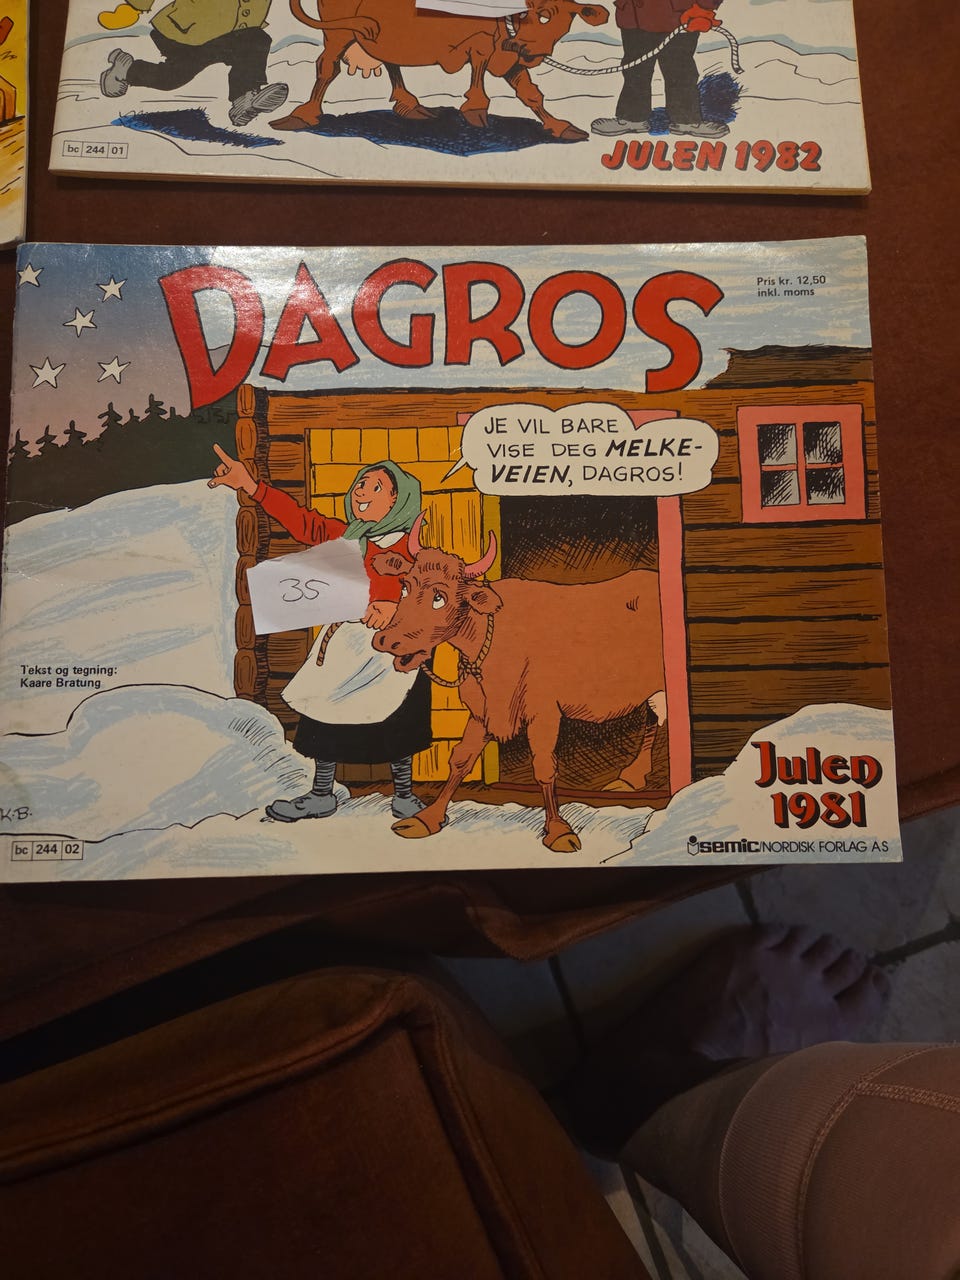 bc 244 01
JULEN 1982
DAGROS
Pris kr. 12,50
inkl. moms
JE VIL BARE
VISE DEG MELKE-
VEIEN, DAGROS!
35
Tekst og tegning:
Kaare Bratung
Julen
1981
K.B.
bc 244 02
semic/NORDISK FORLAG AS